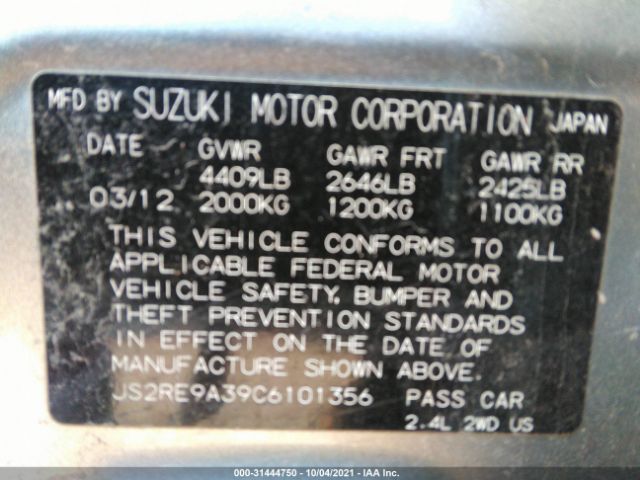 MFD BY SUZUKI MOTOR CORPORATION JAPAN
DATE GVWR GAWR FRT GAWR RR
4409LB 2646LB 2425LB
03/12 2000KG 1200KG 1100KG
THIS VEHICLE CONFORMS TO ALL
APPLICABLE FEDERAL MOTOR
VEHICLE SAFETY, BUMPER AND
THEFT PREVENTION STANDARDS
IN EFFECT ON THE DATE OF
MANUFACTURE SHOWN ABOVE.
JS2RE9A39C6101356 PASS CAR
2.4L 2WD US
000-31444750 - 10/04/2021 - IAA Inc.